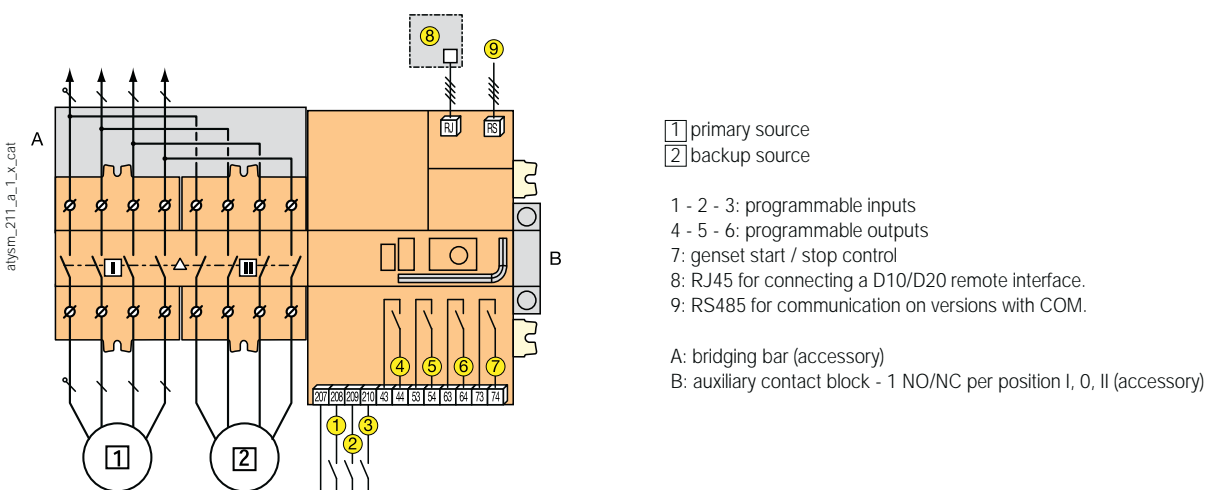 8
9
RJ
RS
A
atysm_211_a_1_x_cat
I
II
B
4
5
6
7
207 208 209 210 43 44 53 54 63 64 73 74
1
2
3
1
2
1 primary source
2 backup source
1 - 2 - 3: programmable inputs
4 - 5 - 6: programmable outputs
7: genset start / stop control
8: RJ45 for connecting a D10/D20 remote interface.
9: RS485 for communication on versions with COM.
A: bridging bar (accessory)
B: auxiliary contact block - 1 NO/NC per position I, 0, II (accessory)